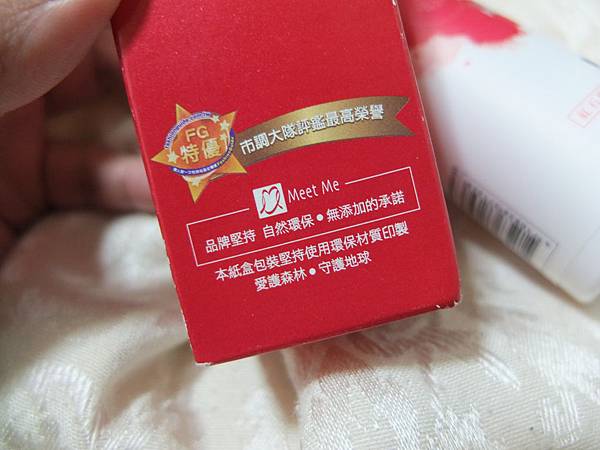 FG
特優
市調大隊評鑑最高榮譽
Meet Me
品牌堅持 自然環保•無添加的承諾
本紙盒包裝堅持使用環保材質印製
愛護森林•守護地球